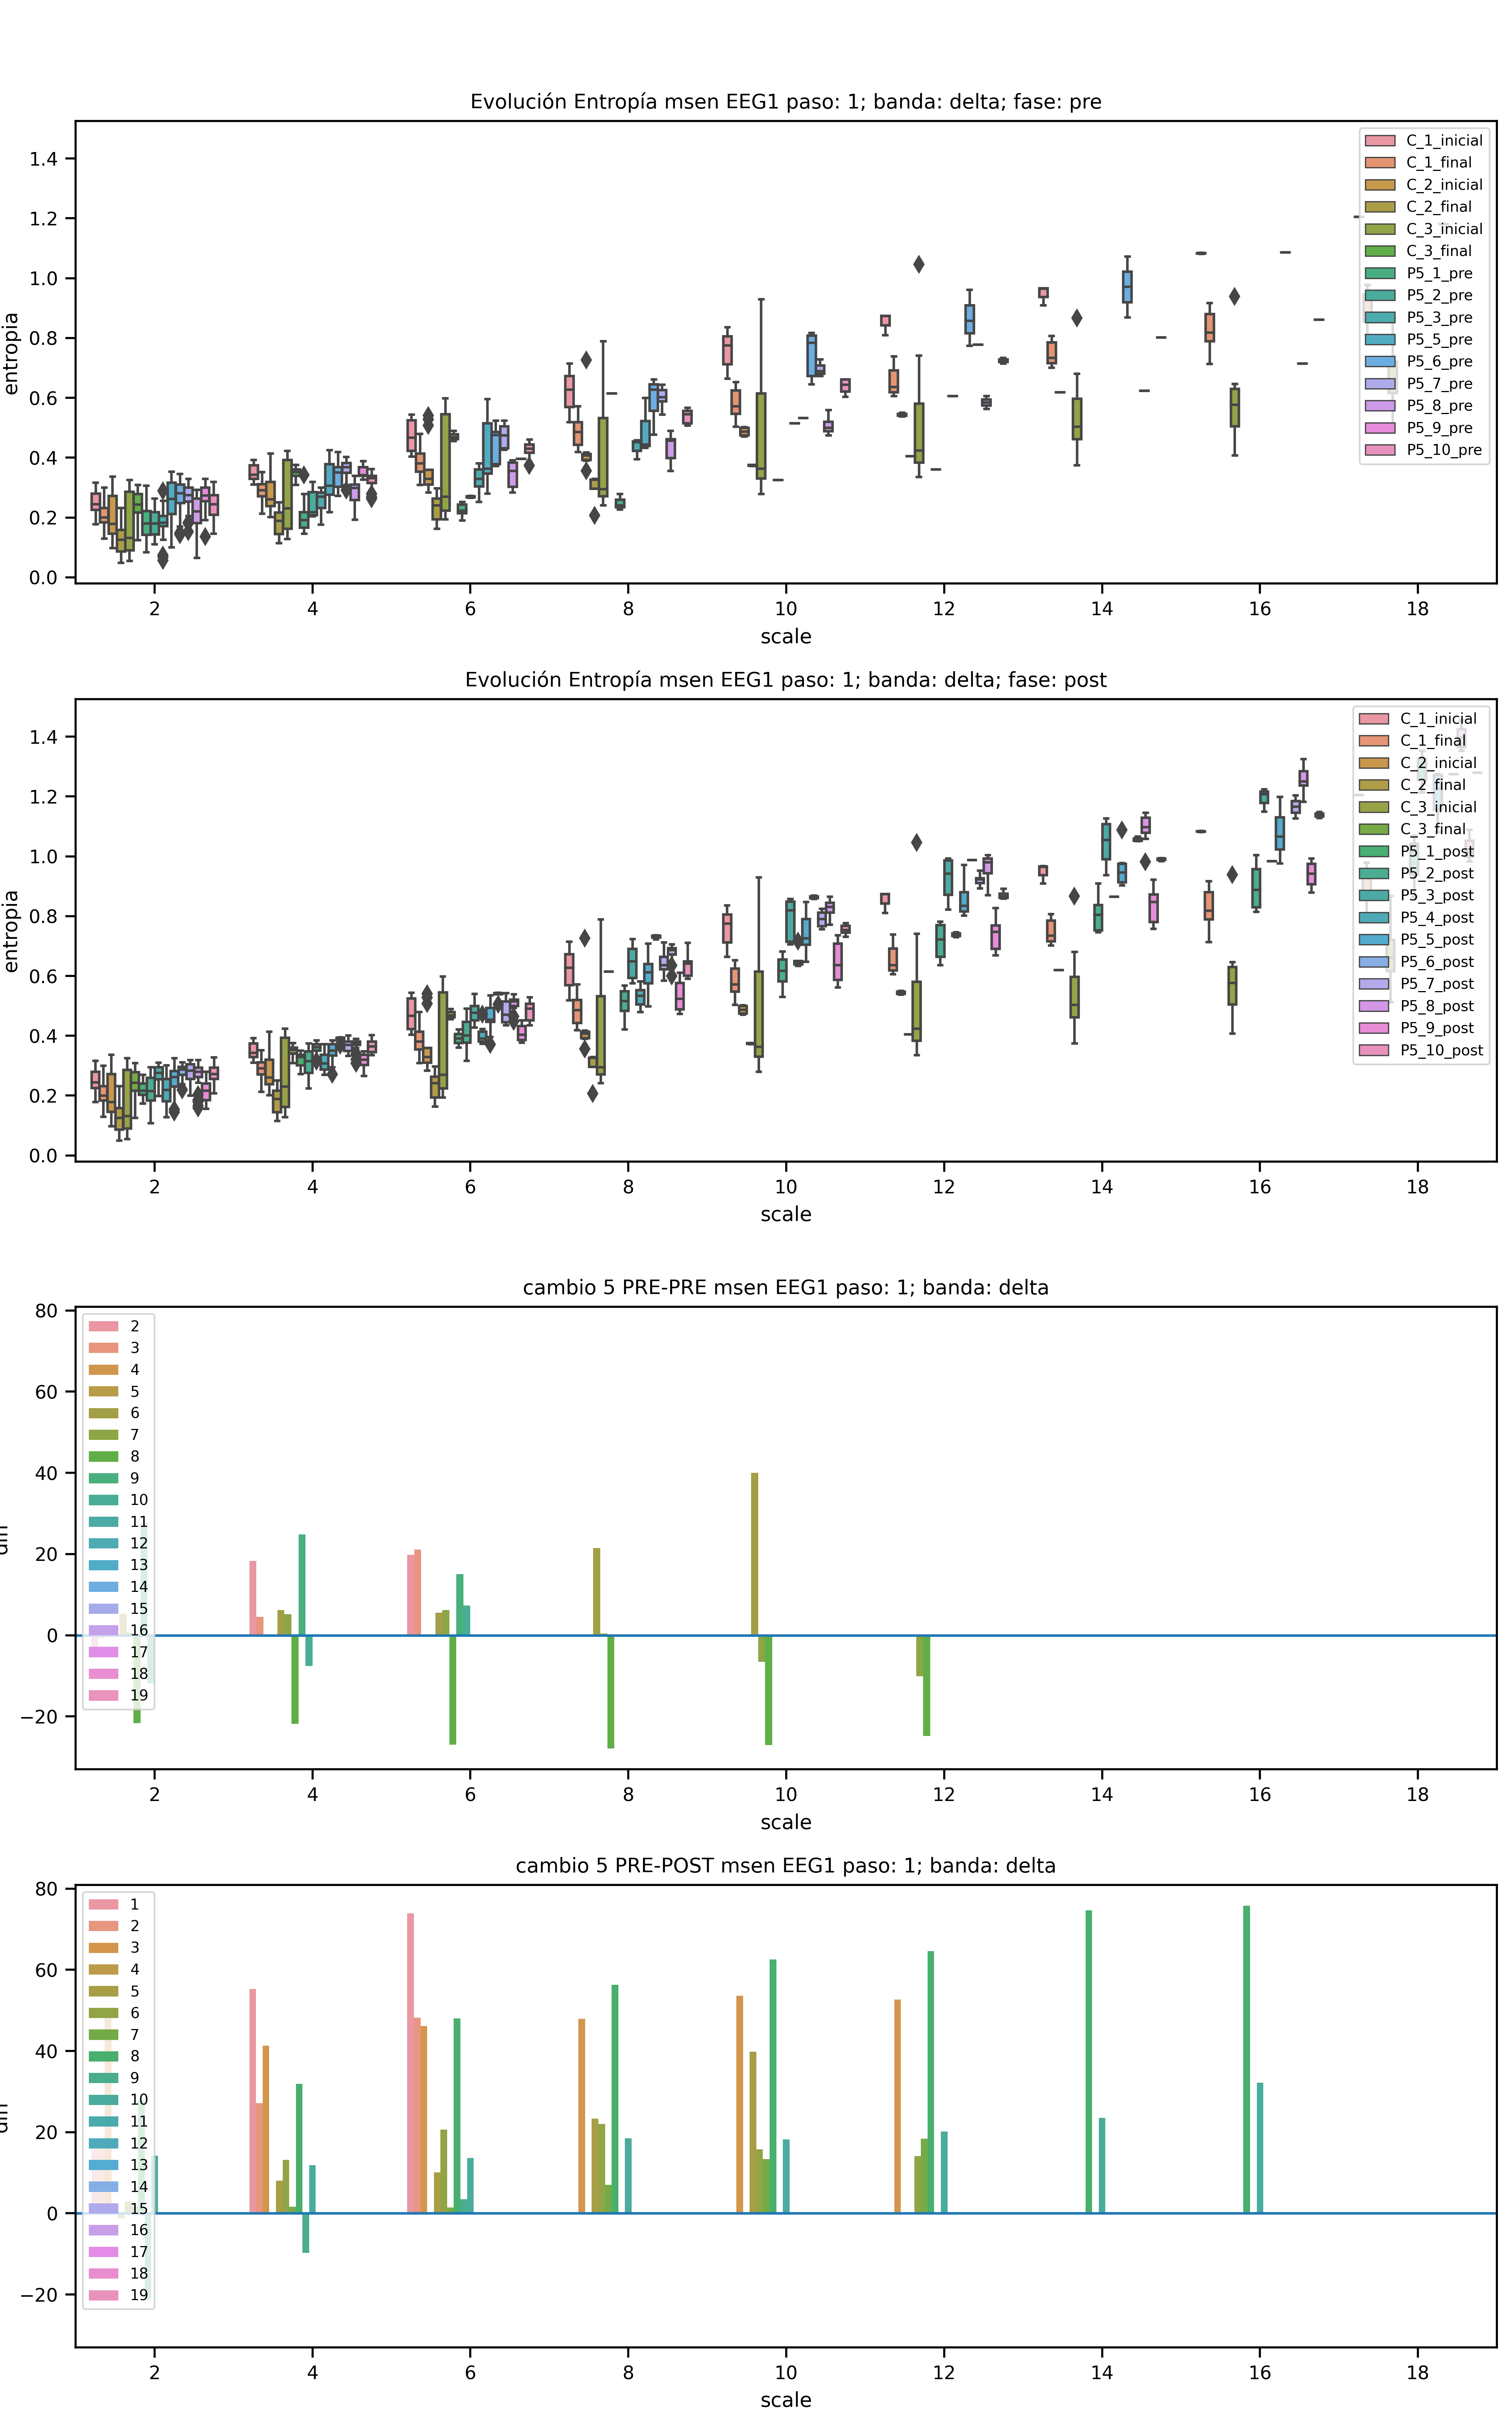 Evolución Entropía msen EEG1 paso: 1; banda: delta; fase: pre
entropia
1.4
1.2
1.0
0.8
0.6
0.4
0.2
0.0
C_1_inicial
C_1_final
C_2_inicial
C_2_final
C_3_inicial
C_3_final
P5_1_pre
P5_2_pre
P5_3_pre
P5_5_pre
P5_6_pre
P5_7_pre
P5_8_pre
P5_9_pre
P5_10_pre
2 4 6 8 10 12 14 16 18
scale
Evolución Entropía msen EEG1 paso: 1; banda: delta; fase: post
entropia
1.4
1.2
1.0
0.8
0.6
0.4
0.2
0.0
C_1_inicial
C_1_final
C_2_inicial
C_2_final
C_3_inicial
C_3_final
P5_1_post
P5_2_post
P5_3_post
P5_4_post
P5_5_post
P5_6_post
P5_7_post
P5_8_post
P5_9_post
P5_10_post
2 4 6 8 10 12 14 16 18
scale
cambio 5 PRE-PRE msen EEG1 paso: 1; banda: delta
80
60
40
20
0
−20
2
3
4
5
6
7
8
9
10
11
12
13
14
15
16
17
18
19
2 4 6 8 10 12 14 16 18
scale
cambio 5 PRE-POST msen EEG1 paso: 1; banda: delta
80
60
40
20
0
−20
1
2
3
4
5
6
7
8
9
10
11
12
13
14
15
16
17
18
19
2 4 6 8 10 12 14 16 18
scale